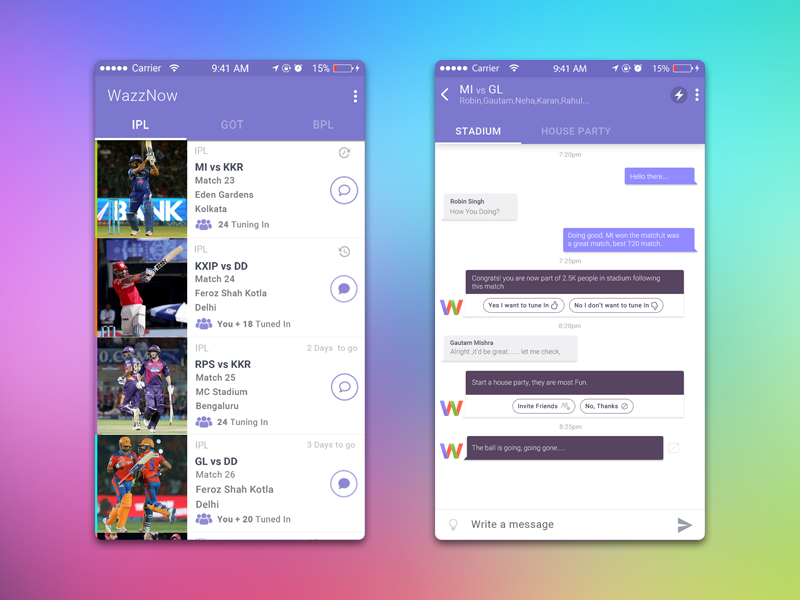 Carrier 9:41 AM 15%
WazzNow
IPL GOT BPL
IPL
MI vs KKR
Match 23
Eden Gardens
Kolkata
24 Tuning In
IPL
KXIP vs DD
Match 24
Feroz Shah Kotla
Delhi
You + 18 Tuned In
IPL 2 Days to go
RPS vs KKR
Match 25
MC Stadium
Bengaluru
24 Tuning In
IPL 3 Days to go
GL vs DD
Match 26
Feroz Shah Kotla
Delhi
You + 20 Tuned In
BANK
Carrier 9:41 AM 15%
MI vs GL
Robin,Gautam,Neha,Karan,Rahul...
STADIUM HOUSE PARTY
7:20pm
Hello there....
Robin Singh
How You Doing?
Doing good. MI won the match,it was
a great match, best T20 match.
7:25pm
Congrats! you are now part of 2.5K people in stadium following
this match
Yes I want to tune In No I don't want to tune In
8:20pm
Gautam Mishra
Alright ,it'd be great....... let me check,
Start a house party, they are most Fun.
Invite Friends No, Thanks
8:25pm
The ball is going, going gone.....
Write a message